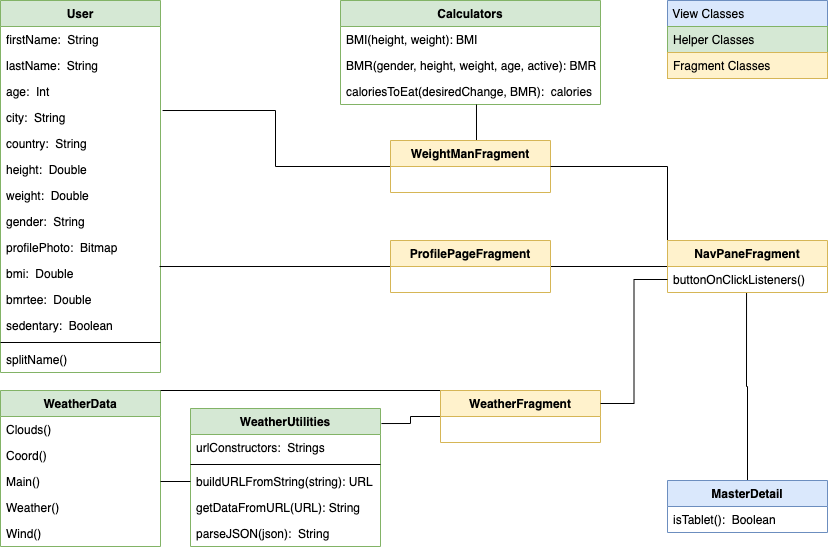 User
firstName: String
lastName: String
age: Int
city: String
country: String
height: Double
weight: Double
gender: String
profilePhoto: Bitmap
bmi: Double
bmrtee: Double
sedentary: Boolean
splitName()
Calculators
BMI(height, weight): BMI
BMR(gender, height, weight, age, active): BMR
caloriesToEat(desiredChange, BMR): calories
View Classes
Helper Classes
Fragment Classes
WeightManFragment
ProfilePageFragment
NavPaneFragment
buttonOnClickListeners()
WeatherData
Clouds()
Coord()
Main()
Weather()
Wind()
WeatherUtilities
urlConstructors: Strings
buildURLFromString(string): URL
getDataFromURL(URL): String
parseJSON(json): String
WeatherFragment
MasterDetail
isTablet(): Boolean